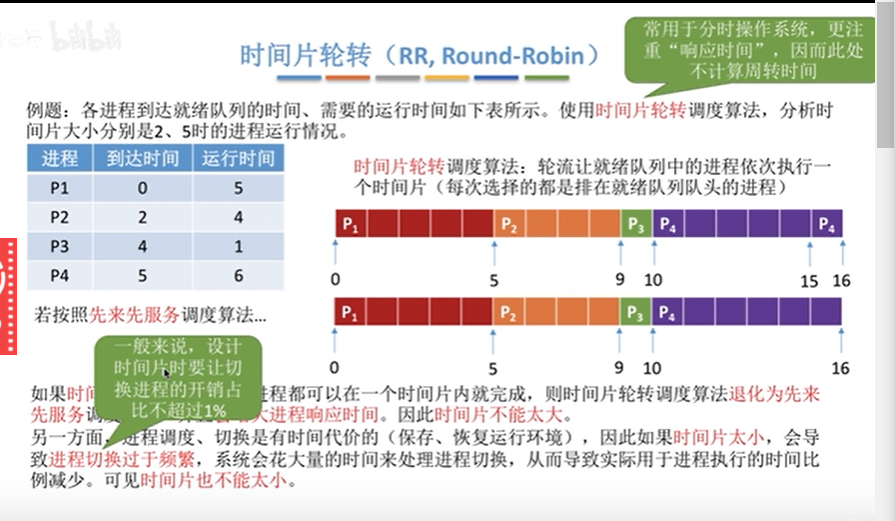 常用于分时操作系统，更注
重“响应时间”，因而此处
不计算周转时间
时间片轮转（RR, Round-Robin）
例题：各进程到达就绪队列的时间、需要的运行时间如下表所示。使用时间片轮转调度算法，分析时
间片大小分别是2、5时的进程运行情况。
进程 到达时间 运行时间
P1 0 5
P2 2 4
P3 4 1
P4 5 6
时间片轮转调度算法：轮流让就绪队列中的进程依次执行一
个时间片（每次选择的都是排在就绪队列队头的进程）
P1 P2 P3 P4 P4
0 5 9 10 15 16
若按照先来先服务调度算法...
P1 P2 P3 P4
0 5 9 10 16
一般来说，设计
时间片时要让切
换进程的开销占
比不超过1%
如果时间 进程都可以在一个时间片内就完成，则时间片轮转调度算法退化为先来
先服务调 大进程响应时间。因此时间片不能太大。
另一方面，进程调度、切换是有时间代价的（保存、恢复运行环境），因此如果时间片太小，会导
致进程切换过于频繁，系统会花大量的时间来处理进程切换，从而导致实际用于进程执行的时间比
例减少。可见时间片也不能太小。